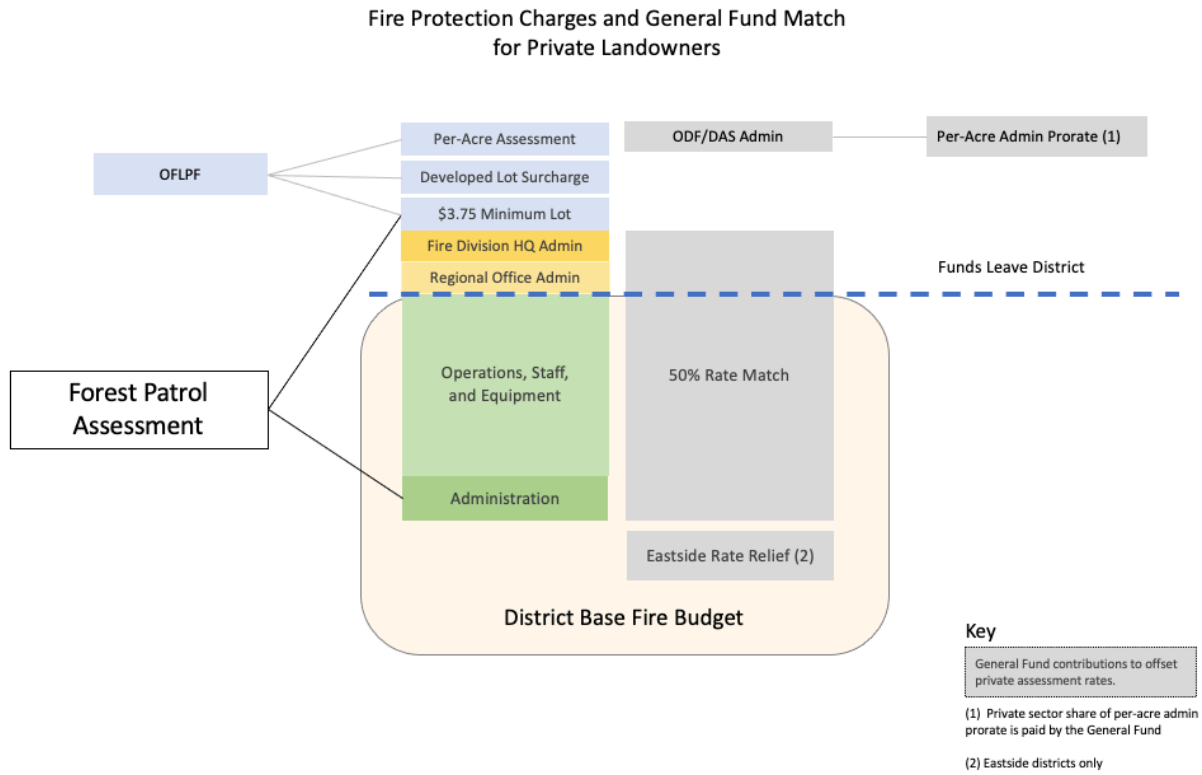 Fire Protection Charges and General Fund Match
for Private Landowners
Per-Acre Assessment
ODF/DAS Admin
Per-Acre Admin Prorate (1)
OFLPF
Developed Lot Surcharge
$3.75 Minimum Lot
Fire Division HQ Admin
Regional Office Admin
Funds Leave District
Forest Patrol
Assessment
Operations, Staff,
and Equipment
50% Rate Match
Administration
Eastside Rate Relief (2)
District Base Fire Budget
Key
General Fund contributions to offset
private assessment rates.
(1) Private sector share of per-acre admin
prorate is paid by the General Fund
(2) Eastside districts only